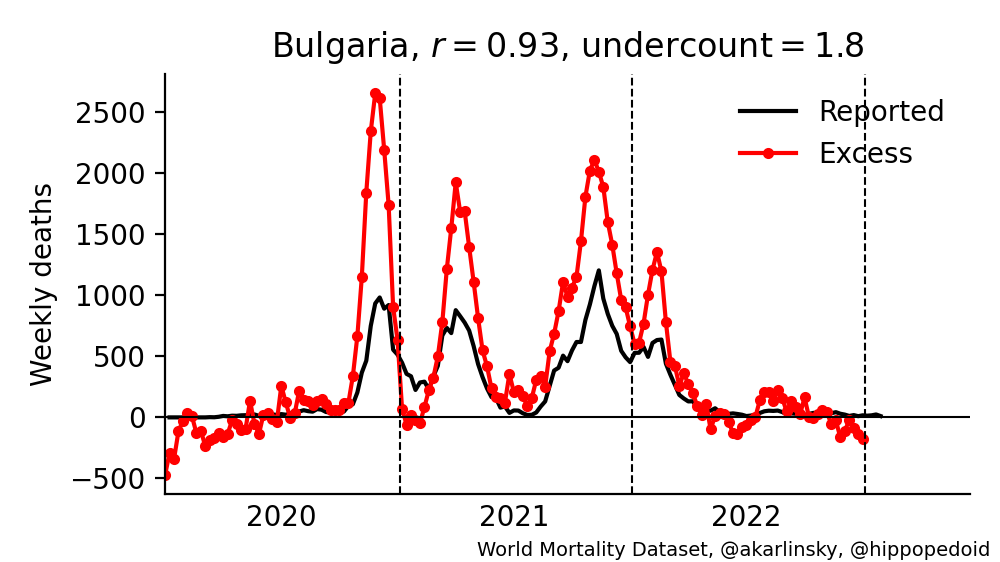 Bulgaria, r = 0.93, undercount = 1.8
Reported
Excess
Weekly deaths
2500
2000
1500
1000
500
0
−500
2020 2021 2022
World Mortality Dataset, @akarlinsky, @hippopedoid